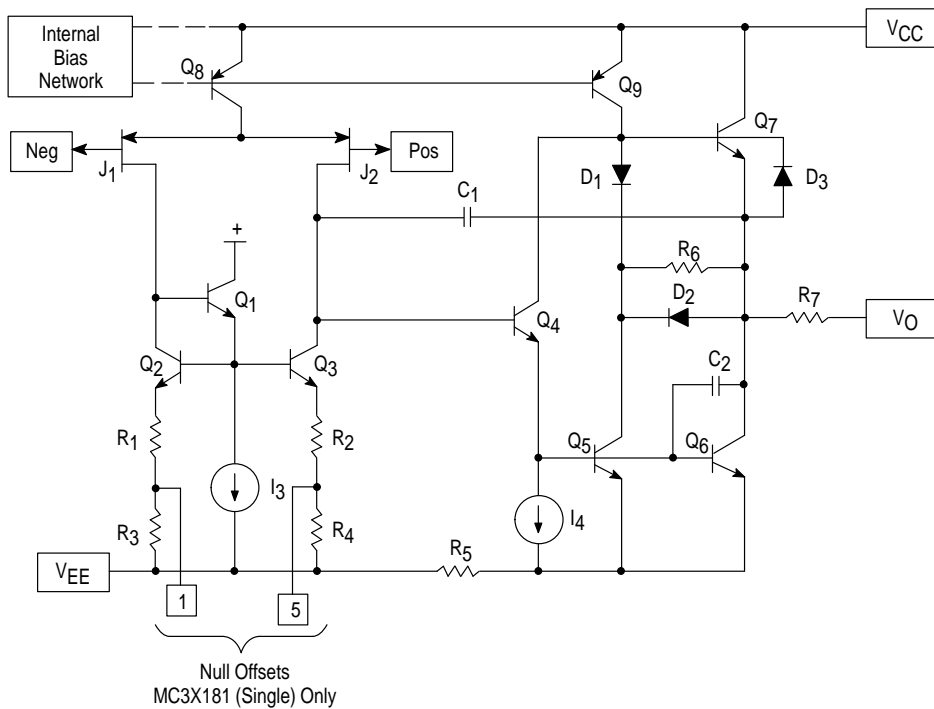 Internal
Bias
Network
VCC
Q8
Q9
Q7
Neg
Pos
J1
J2
D1
D3
C1
+
R6
Q1
D2
R7
VO
Q4
Q2
Q3
C2
R1
R2
Q5
Q6
I3
I4
R3
R4
R5
VEE
1
5
Null Offsets
MC3X181 (Single) Only